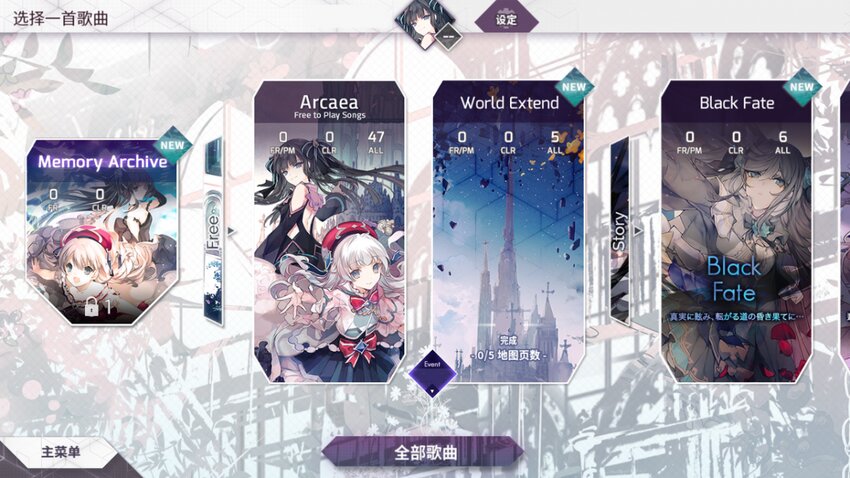 选择一首歌曲
--
设定
NEW
Memory Archive
0 0
FR CLR
1
Free
Arcaea
Free to Play Songs
0 0 47
FR/PM CLR ALL
NEW
World Extend
0 0 5
FR/PM CLR ALL
完成
- 0/5 地图页数 -
Event
Story
NEW
Black Fate
0 0 6
FR/PM CLR ALL
Black
Fate
真実に眩み、転がる道の昏き果てに…
主菜单
全部歌曲